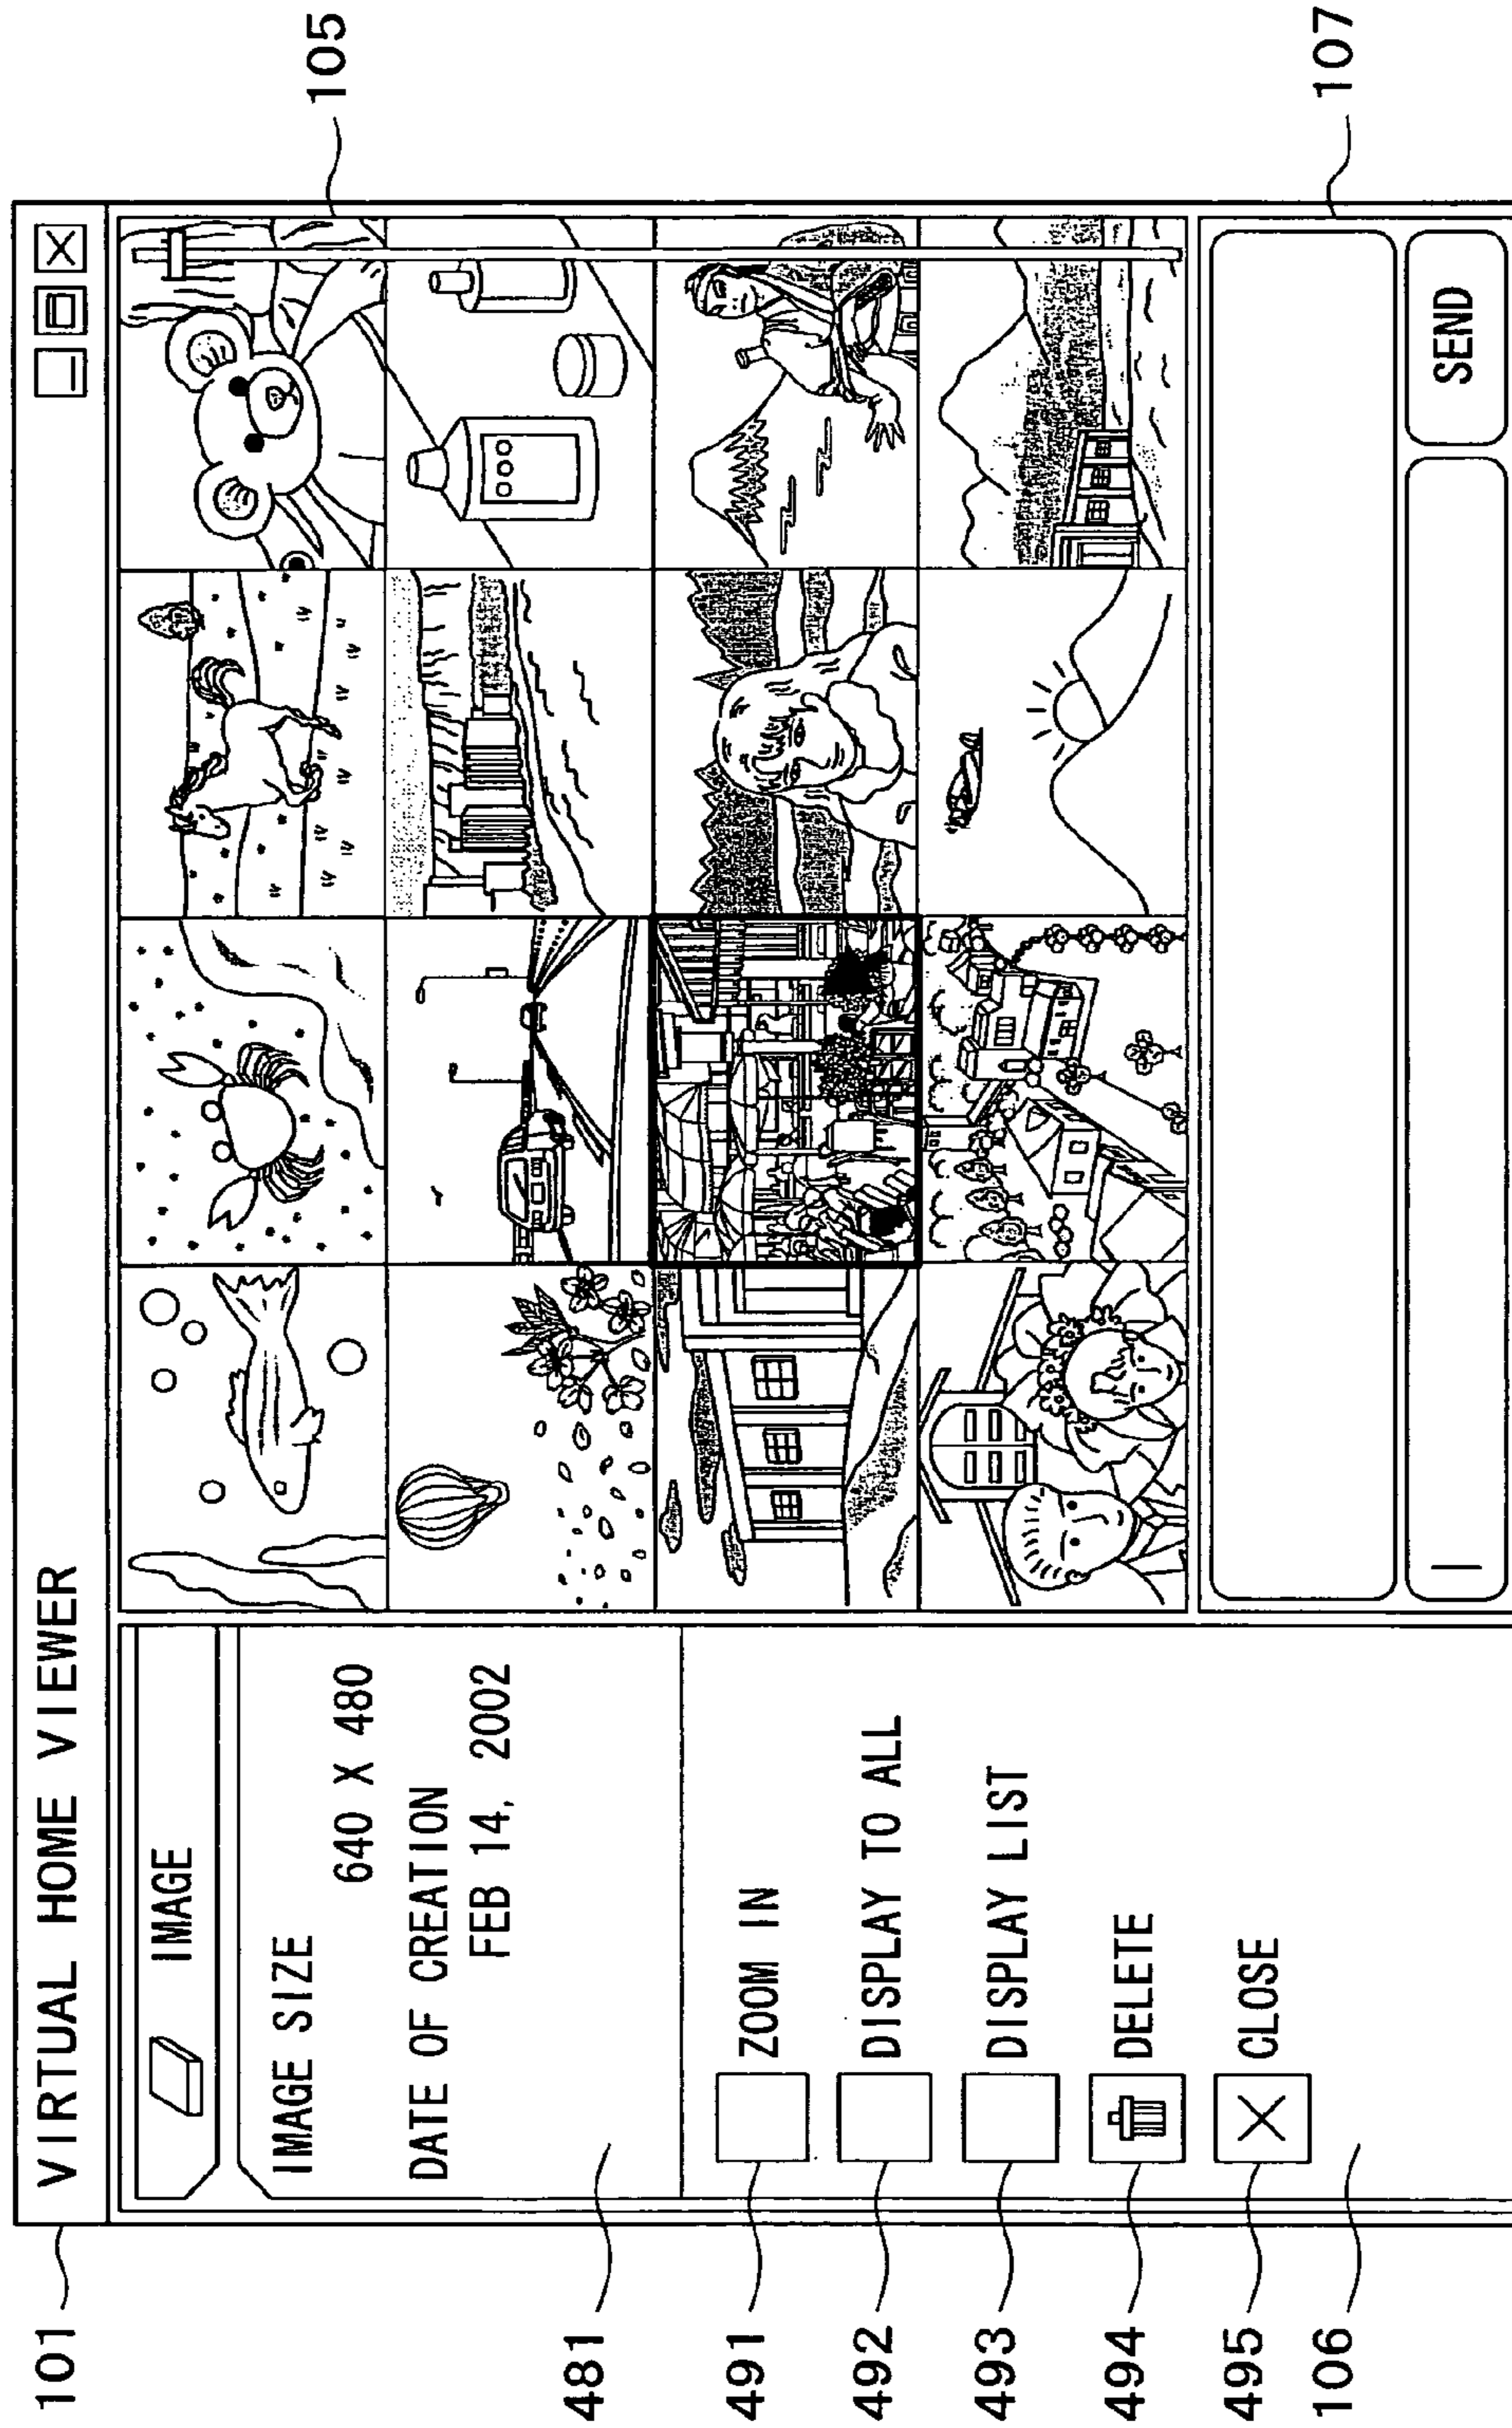 101
VIRTUAL HOME VIEWER
105
IMAGE
IMAGE SIZE
640 X 480
DATE OF CREATION
FEB 14, 2002
481
491
ZOOM IN
492
DISPLAY TO ALL
493
DISPLAY LIST
494
DELETE
495
CLOSE
106
107
SEND